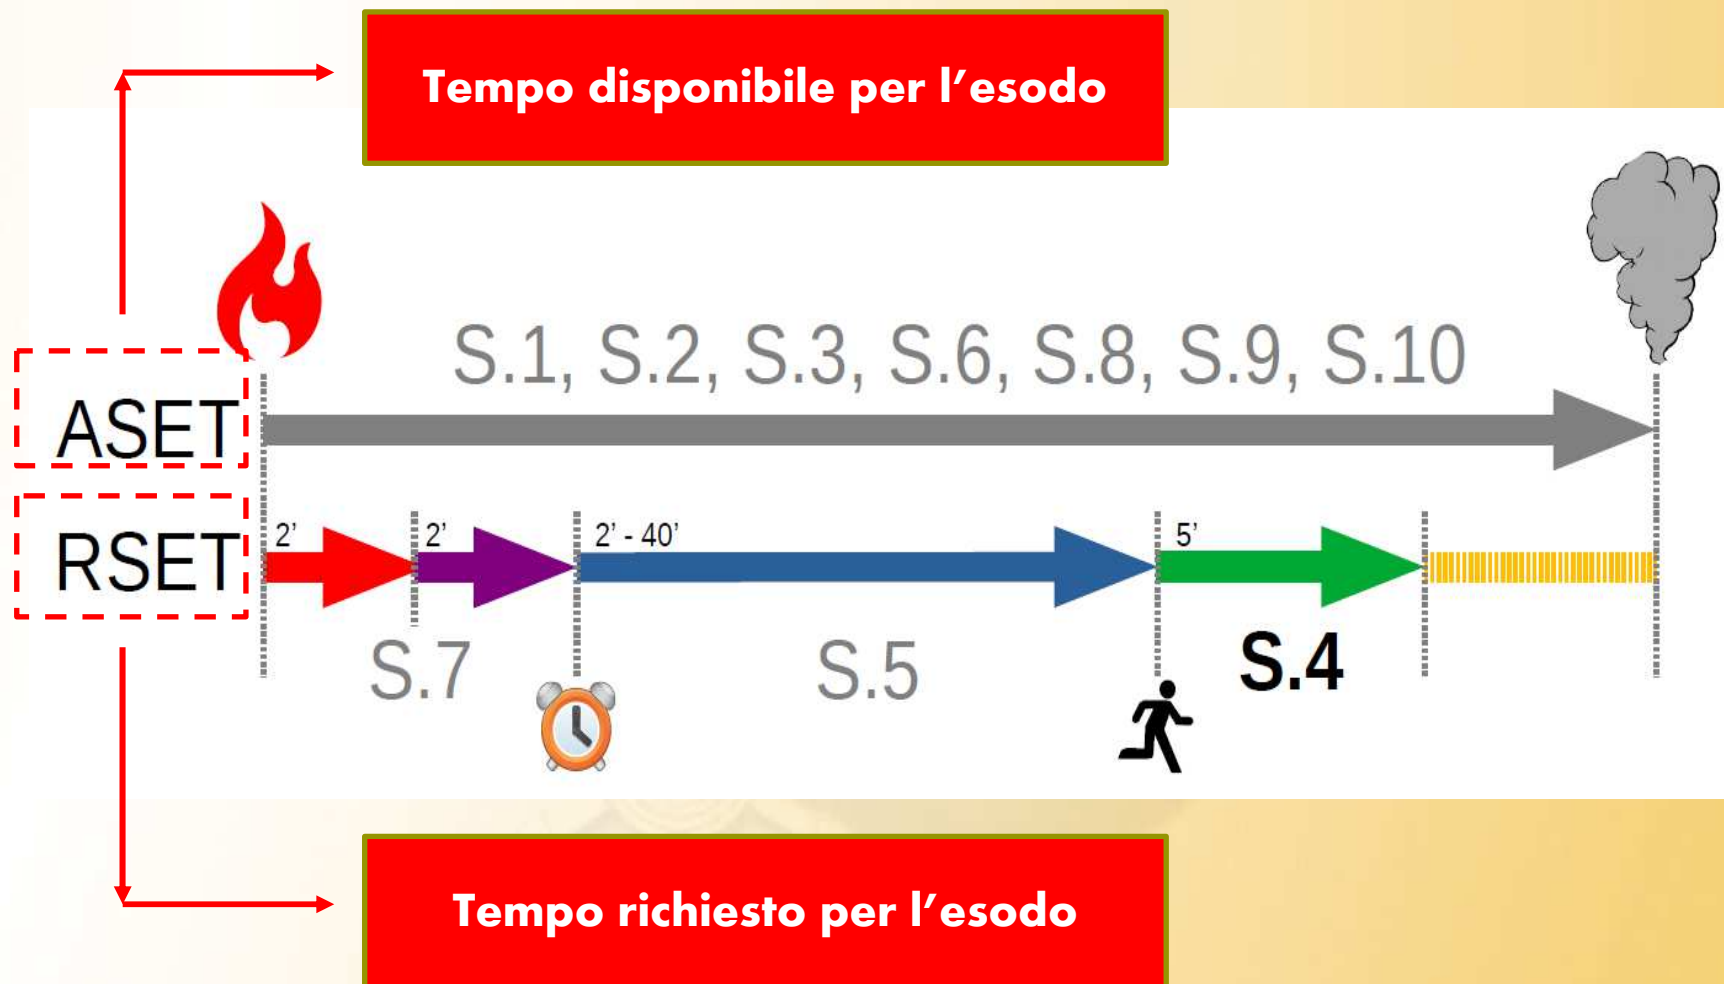 Tempo disponibile per l’esodo
S.1, S.2, S.3, S.6, S.8, S.9, S.10
ASET
RSET
2’
2’
2’ - 40’
5’
S.7
S.5
S.4
Tempo richiesto per l’esodo